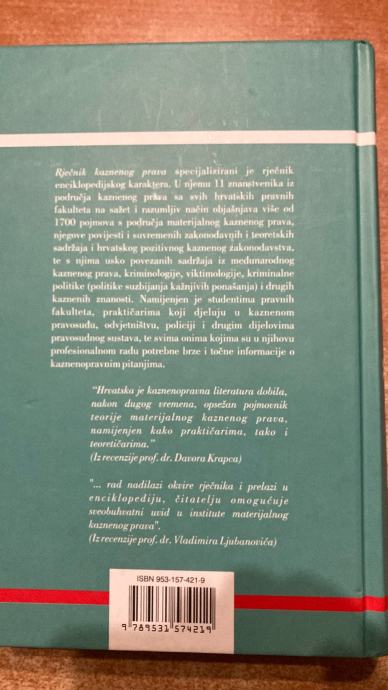 Rječnik kaznenog prava specijalizirani je rječnik
enciklopedijskog karaktera. U njemu 11 znanstvenika iz
područja kaznenog prava sa svih hrvatskih pravnih
fakulteta na sažet i razumljiv način objašnjava više od
1700 pojmova s područja materijalnog kaznenog prava,
njegove povijesti i suvremenih zakonodavnih i teoretskih
sadržaja i hrvatskog pozitivnog kaznenog zakonodavstva,
te s njima usko povezanih sadržaja iz međunarodnog
kaznenog prava, kriminologije, viktimologije, kriminalne
politike (politike suzbijanja kažnjivih ponašanja) i drugih
kaznenih znanosti. Namijenjen je studentima pravnih
fakulteta, praktičarima koji djeluju u kaznenom
pravosudu, odvjetništvu, policiji i drugim dijelovima
pravosudnog sustava, te svima onima kojima su u njihovu
profesionalnom radu potrebne brze i točne informacije o
kaznenopravnim pitanjima.
“Hrvatska je kaznenopravna literatura dobila,
nakon dugog vremena, opsežan pojmovnik
teorije materijalnog kaznenog prava,
namijenjen kako praktičarima, tako i
teoretičarima.”
(Iz recenzije prof. dr. Davora Krapca)
"... rad nadilazi okvire rječnika i prelazi u
enciklopediju, čitatelju omogućuje
sveobuhvatni uvid u institute materijalnog
kaznenog prava".
(Iz recenzije prof. dr. Vladimira Ljubanovića)
ISBN 953-157-421-9
9 789531 574219